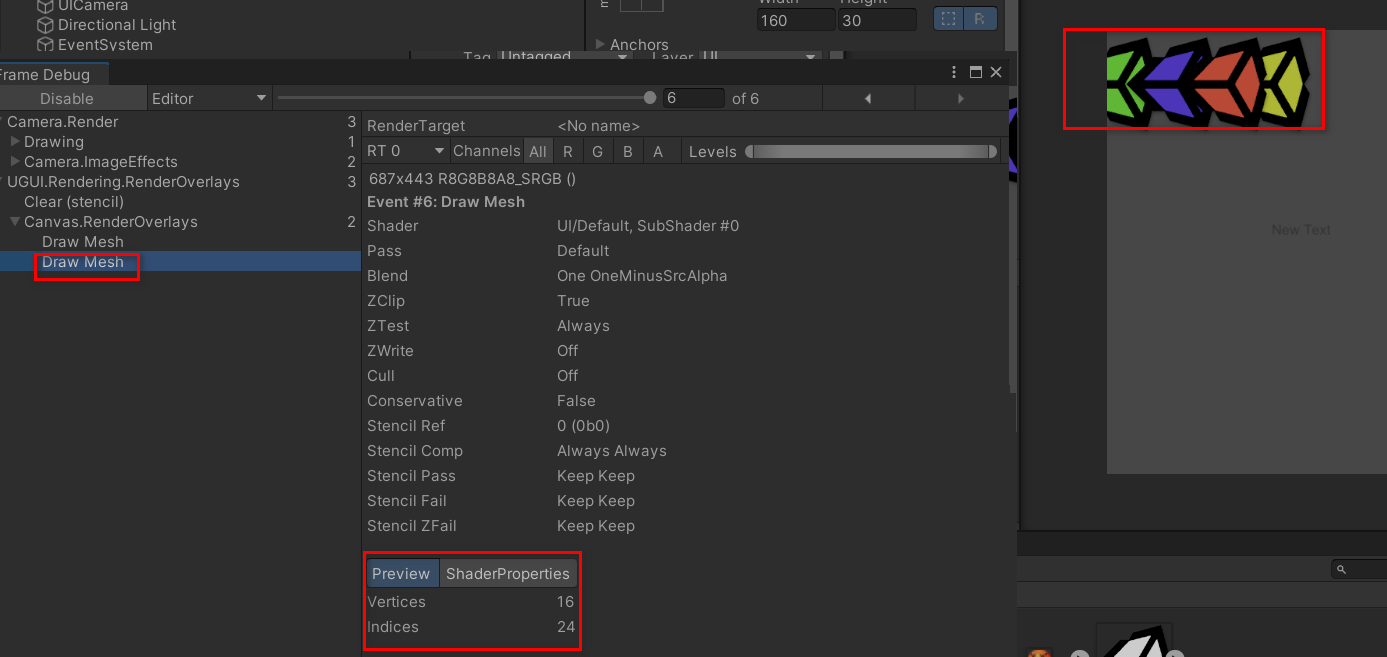 UICamera
Directional Light
EventSystem
Width Height
160 30
R
Anchors
Tag Untagged Layer UI
Frame Debug
Disable Editor 6 of 6
Camera.Render 3
Drawing 1
Camera.ImageEffects 2
UGUI.Rendering.RenderOverlays 3
Clear (stencil)
Canvas.RenderOverlays 2
Draw Mesh
Draw Mesh
RenderTarget <No name>
RT 0 Channels All R G B A Levels
687x443 R8G8B8A8_SRGB ()
Event #6: Draw Mesh
Shader UI/Default, SubShader #0
Pass Default
Blend One OneMinusSrcAlpha
ZClip True
ZTest Always
ZWrite Off
Cull Off
Conservative False
Stencil Ref 0 (0b0)
Stencil Comp Always Always
Stencil Pass Keep Keep
Stencil Fail Keep Keep
Stencil ZFail Keep Keep
Preview ShaderProperties
Vertices 16
Indices 24
New Text